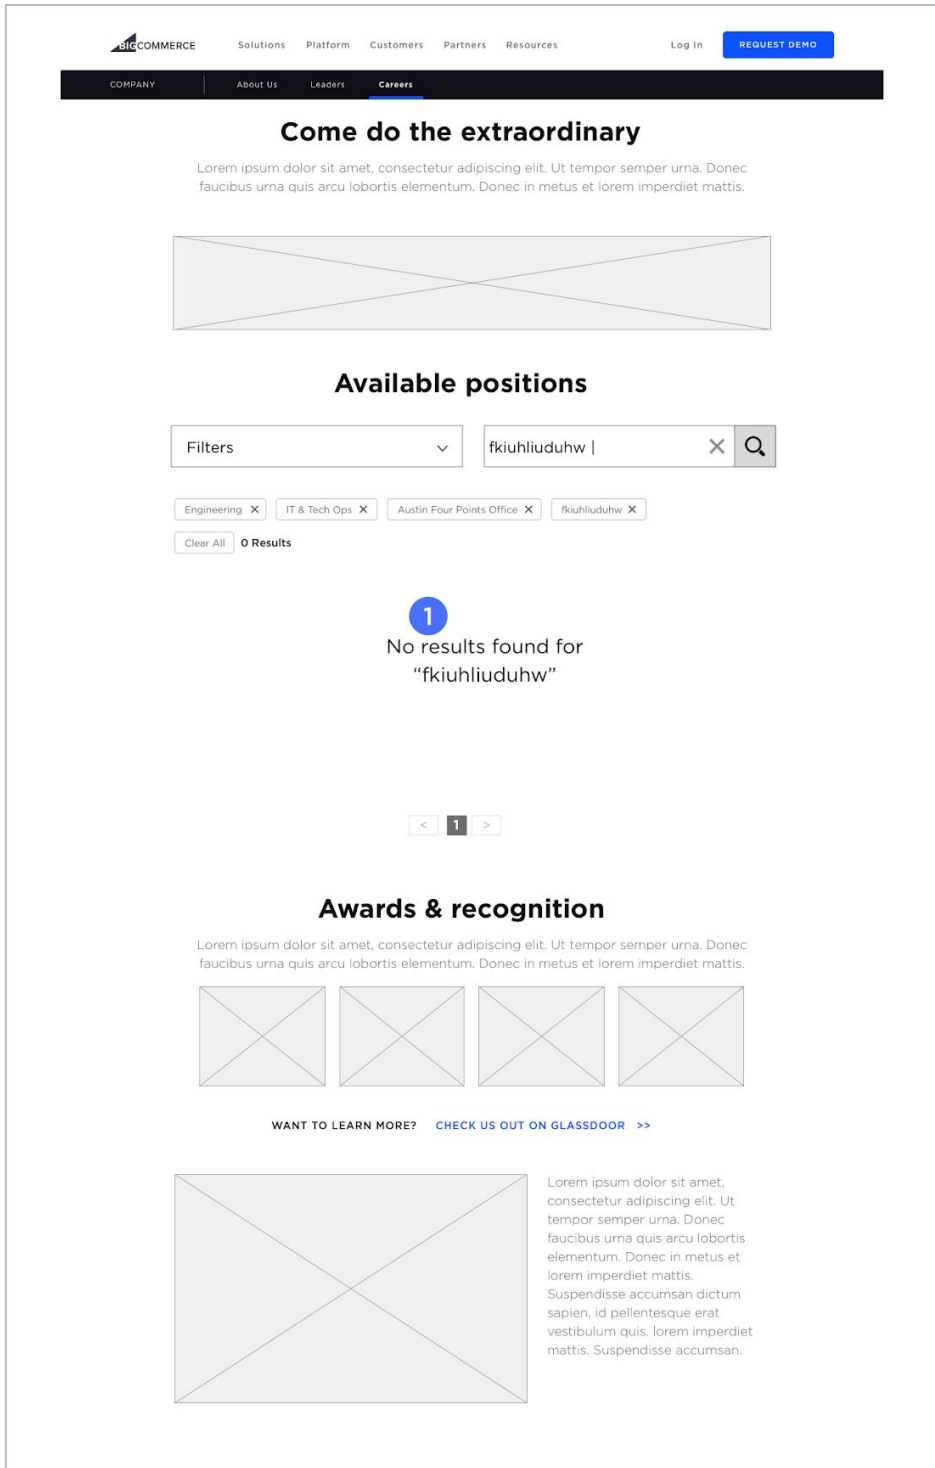 BIGCOMMERCE Solutions Platform Customers Partners Resources Log In REQUEST DEMO
COMPANY About Us Leaders Careers
Come do the extraordinary
Lorem ipsum dolor sit amet, consectetur adipiscing elit. Ut tempor semper urna. Donec
faucibus urna quis arcu lobortis elementum. Donec in metus et lorem imperdiet mattis.
Available positions
Filters
fkiuhliuduhw
Engineering X IT & Tech Ops X Austin Four Points Office X fkiuhliuduhw X
Clear All 0 Results
1
No results found for
“fkiuhliuduhw”
< 1 >
Awards & recognition
Lorem ipsum dolor sit amet, consectetur adipiscing elit. Ut tempor semper urna. Donec
faucibus urna quis arcu lobortis elementum. Donec in metus et lorem imperdiet mattis.
WANT TO LEARN MORE? CHECK US OUT ON GLASSDOOR >>
Lorem ipsum dolor sit amet,
consectetur adipiscing elit. Ut
tempor semper urna. Donec
faucibus urna quis arcu lobortis
elementum. Donec in metus et
lorem imperdiet mattis.
Suspendisse accumsan dictum
sapien, id pellentesque erat
vestibulum quis. lorem imperdiet
mattis. Suspendisse accumsan.